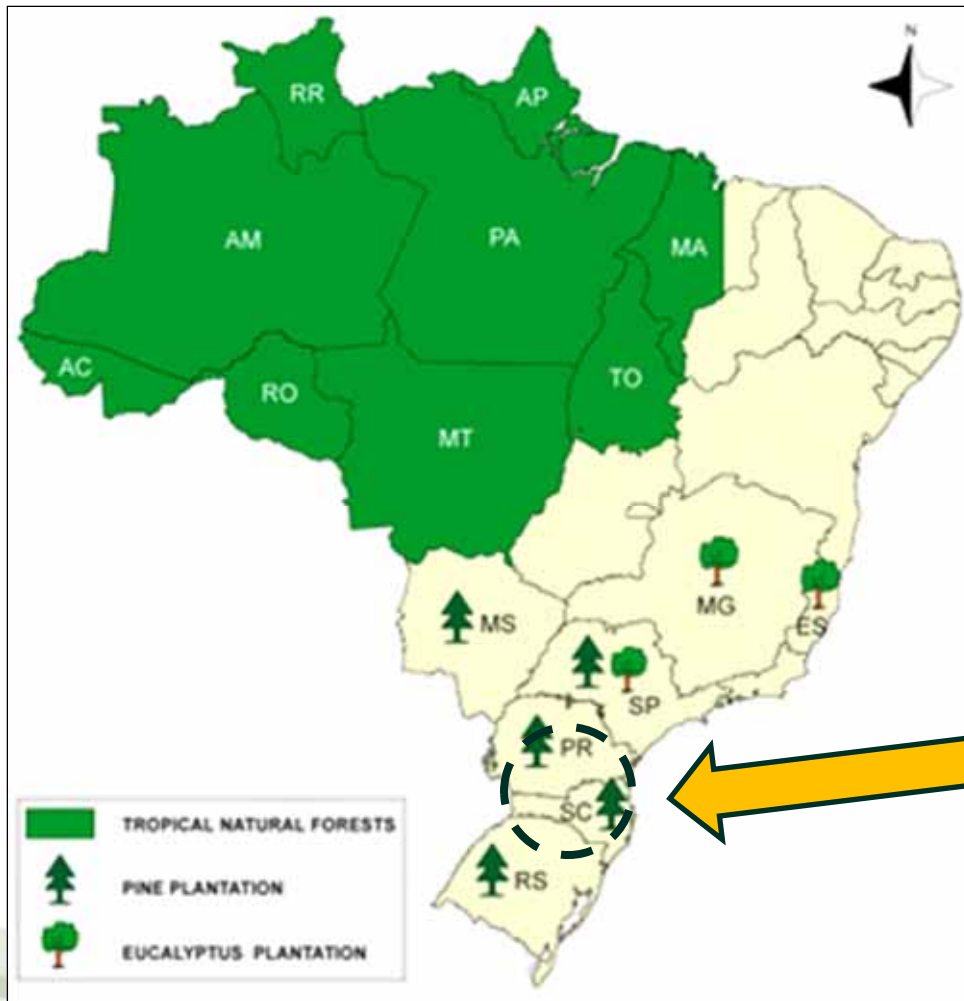 N
RR
AP
AM
PA
MA
AC
RO
TO
MT
MG
MS
ES
SP
PR
SC
RS
TROPICAL NATURAL FORESTS
PINE PLANTATION
EUCALYPTUS PLANTATION